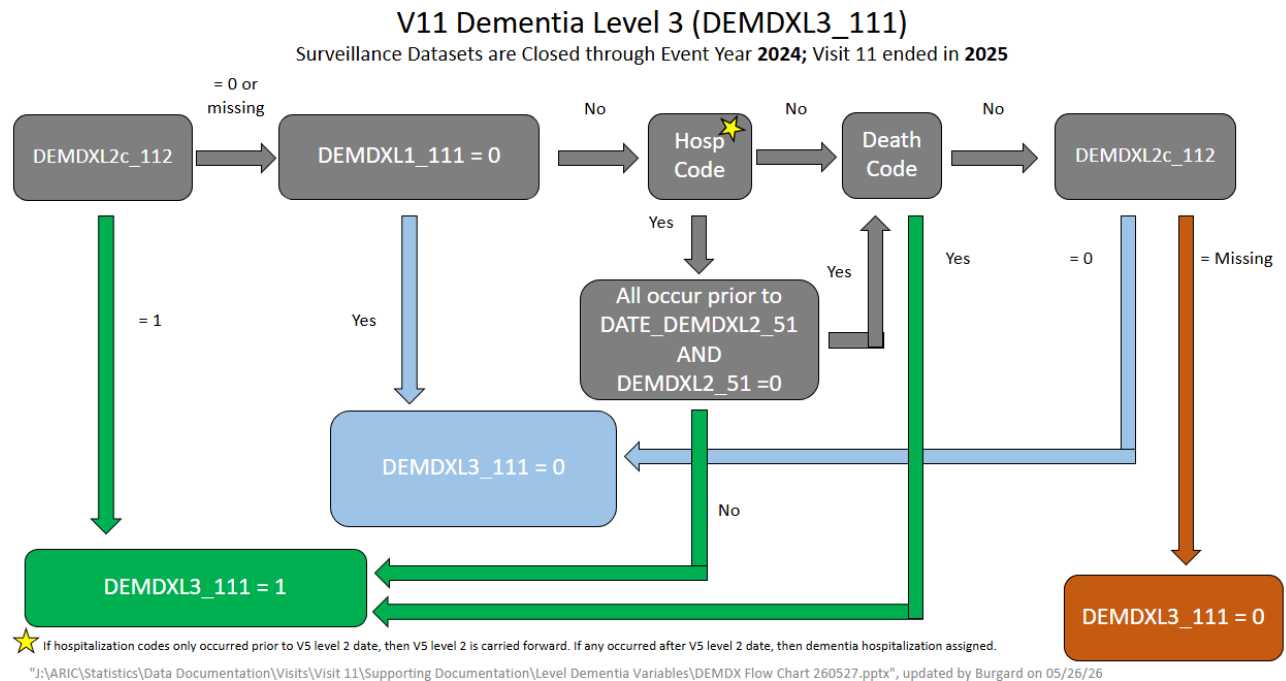 V11 Dementia Level 3 (DEMDXL3_111)
Surveillance Datasets are Closed through Event Year 2024; Visit 11 ended in 2025
= 0 or
missing
No
No
No
DEMDXL2c_112
DEMDXL1_111 = 0
Hosp
Code
Death
Code
DEMDXL2c_112
Yes
= 1
Yes
All occur prior to
DATE_DEMDXL2_51
AND
DEMDXL2_51 =0
Yes
Yes
= 0
= Missing
DEMDXL3_111 = 0
No
DEMDXL3_111 = 1
DEMDXL3_111 = 0
If hospitalization codes only occurred prior to V5 level 2 date, then V5 level 2 is carried forward. If any occurred after V5 level 2 date, then dementia hospitalization assigned.
"J:\ARIC\Statistics\Data Documentation\Visits\Visit 11\Supporting Documentation\Level Dementia Variables\DEMDX Flow Chart 260527.pptx", updated by Burgard on 05/26/26